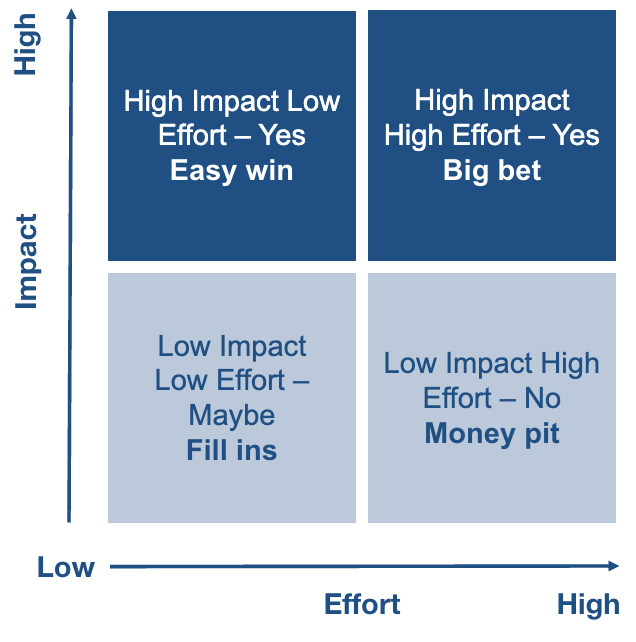 High
Impact
High Impact Low
Effort – Yes
Easy win
High Impact
High Effort – Yes
Big bet
Low Impact
Low Effort –
Maybe
Fill ins
Low Impact High
Effort – No
Money pit
Low
Effort
High